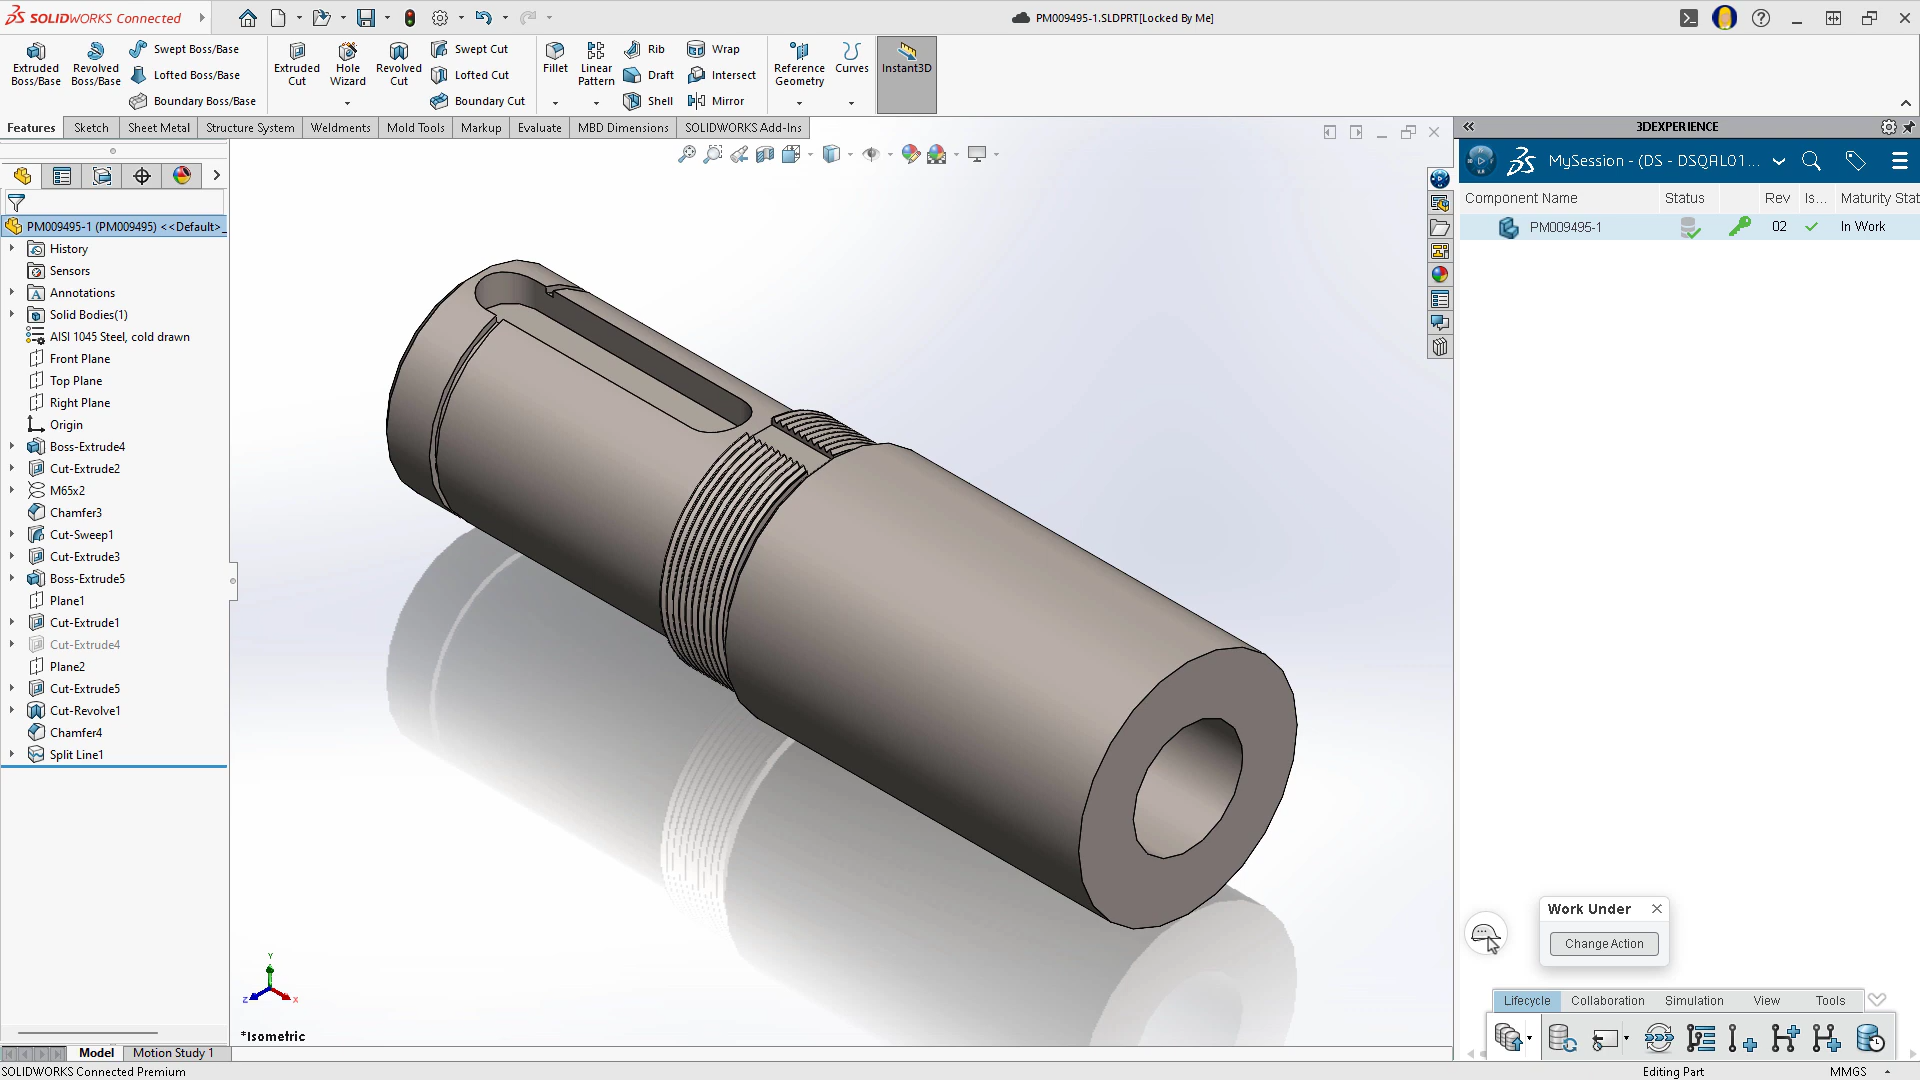 SOLIDWORKS Connected
PM009495-1.SLDPRT[Locked By Me]
Extruded Boss/Base
Revolved Boss/Base
Swept Boss/Base
Lofted Boss/Base
Boundary Boss/Base
Extruded Cut
Hole Wizard
Revolved Cut
Swept Cut
Lofted Cut
Boundary Cut
Fillet
Linear Pattern
Rib
Draft
Shell
Wrap
Intersect
Mirror
Reference Geometry
Curves
Instant3D
Features
Sketch
Sheet Metal
Structure System
Weldments
Mold Tools
Markup
Evaluate
MBD Dimensions
SOLIDWORKS Add-Ins
PM009495-1 (PM009495) <<Default>_
History
Sensors
Annotations
Solid Bodies(1)
AISI 1045 Steel, cold drawn
Front Plane
Top Plane
Right Plane
Origin
Boss-Extrude4
Cut-Extrude2
M65x2
Chamfer3
Cut-Sweep1
Cut-Extrude3
Boss-Extrude5
Plane1
Cut-Extrude1
Cut-Extrude4
Plane2
Cut-Extrude5
Cut-Revolve1
Chamfer4
Split Line1
Y
Z
X
*Isometric
Model
Motion Study 1
3DEXPERIENCE
MySession - (DS - DSQAL01...
Component Name
Status
Rev
Is...
Maturity Stat
PM009495-1
02
In Work
Work Under
Change Action
Lifecycle
Collaboration
Simulation
View
Tools
SOLIDWORKS Connected Premium
Editing Part
MMGS